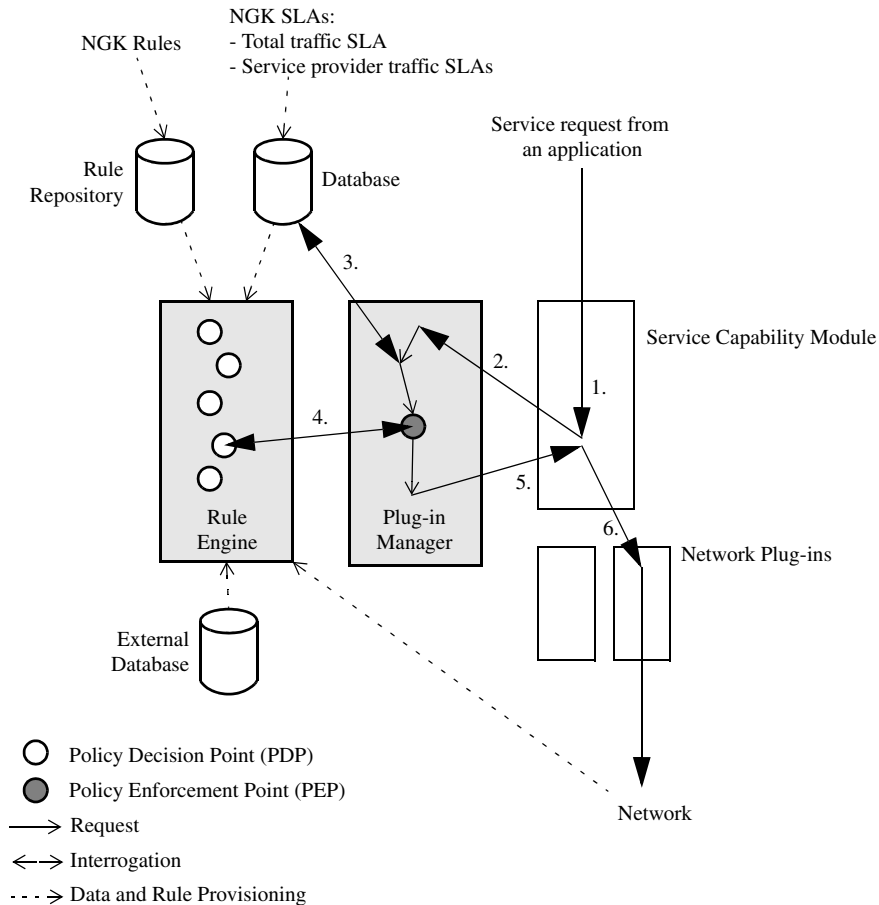 NGK SLAs:
- Total traffic SLA
- Service provider traffic SLAs
NGK Rules
Service request from
an application
Rule
Repository
Database
3.
Service Capability Module
2.
1.
4.
5.
Rule
Engine
Plug-in
Manager
6.
Network Plug-ins
External
Database
Policy Decision Point (PDP)
Policy Enforcement Point (PEP)
Network
Request
Interrogation
Data and Rule Provisioning